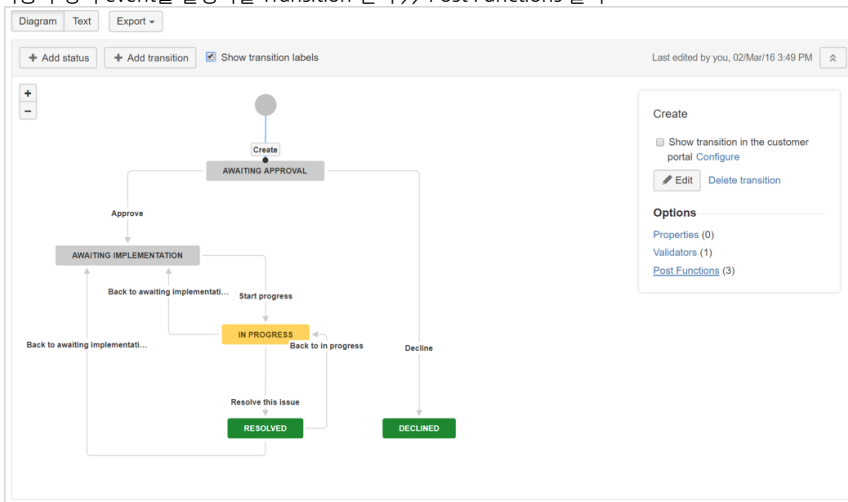 Diagram Text Export
Add status Add transition Show transition labels Last edited by you, 02/Mar/16 3:49 PM
Create
Show transition in the customer
portal Configure
Edit Delete transition
Options
Properties (0)
Validators (1)
Post Functions (3)
Create
AWAITING APPROVAL
Approve
AWAITING IMPLEMENTATION
Back to awaiting implementati...
Start progress
IN PROGRESS
Back to in progress
Back to awaiting implementati...
Decline
Resolve this issue
RESOLVED
DECLINED